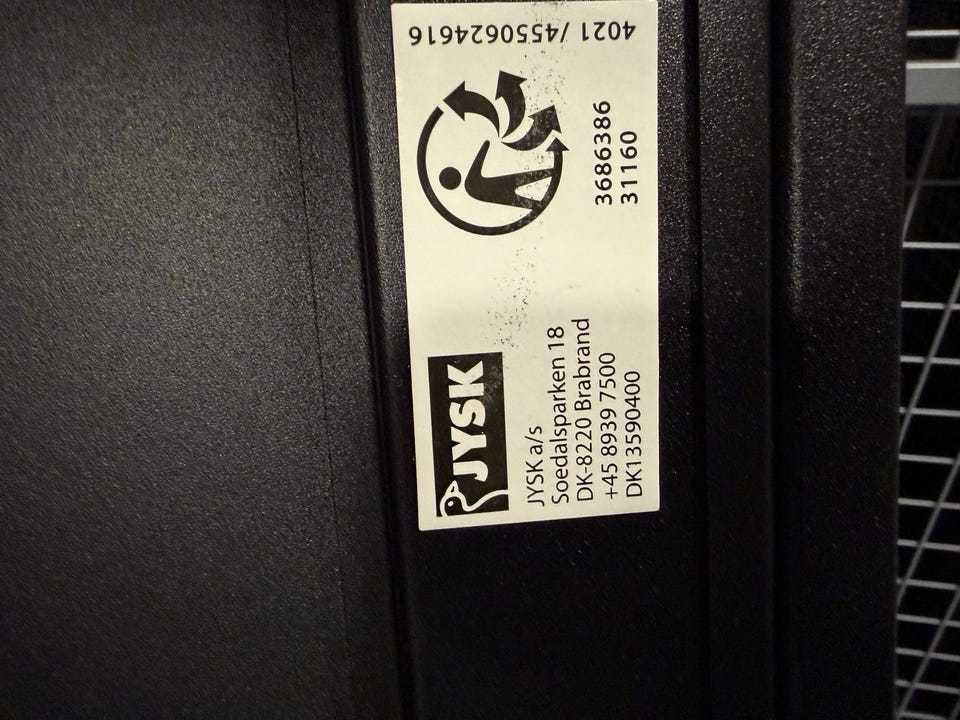 JYSK
JYSK a/s
Soedalsparken 18
DK-8220 Brabrand
+45 8939 7500
DK13590400
3686386
31160
4021 /4550624616